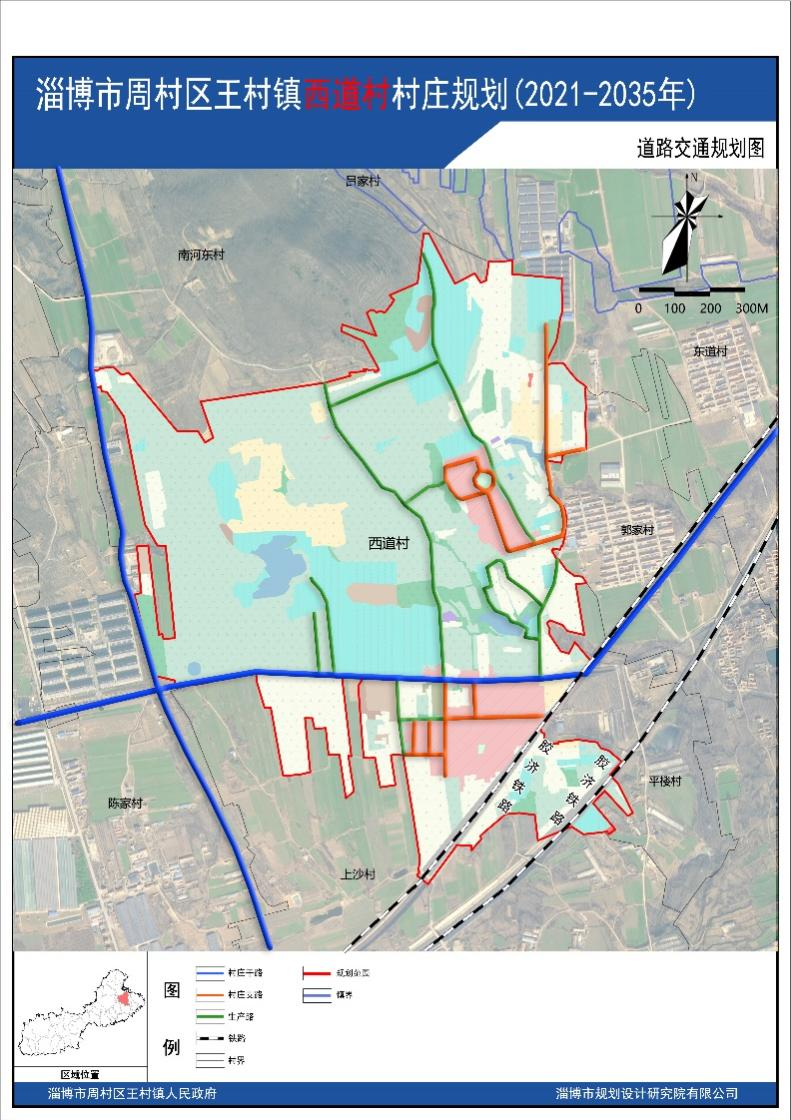 淄博市周村区王村镇西道村村庄规划(2021-2035年)
道路交通规划图
吕家村
N
南河东村
0 100 200 300M
东道村
郭家村
西道村
胶济铁路
胶济铁路
平楼村
陈家村
上沙村
图例
村庄干路
规划范围
村庄支路
镇界
生产路
铁路
村界
区域位置
淄博市周村区王村镇人民政府
淄博市规划设计研究院有限公司